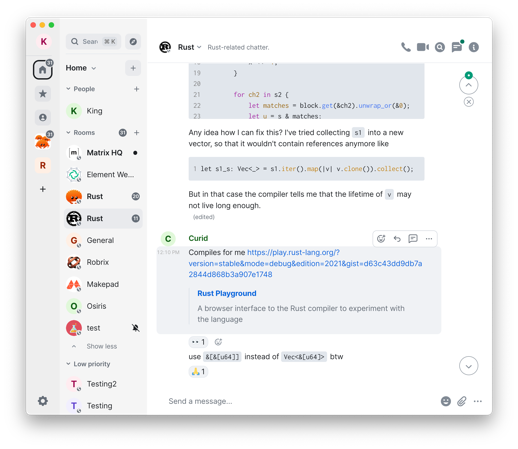 K
Sear
⌘ K
Rust
Rust-related chatter.
31
Home
People
King
Rooms
31
Matrix HQ
Element We...
Rust
20
Rust
11
General
Robrix
Makepad
Osiris
test
Show less
Low priority
Testing2
Testing
31
R
19 }
20
21 for ch2 in s2 {
22 let matches = block.get(&ch2).unwrap_or(&0);
23 let u = s & matches;
Any idea how I can fix this? I've tried collecting s1 into a new
vector, so that it wouldn't contain references anymore like
1 let s1_s: Vec<_> = s1.iter().map(|v| v.clone()).collect();
But in that case the compiler tells me that the lifetime of v may
not live long enough.
(edited)
C
Curid
12:10 PM
Compiles for me https://play.rust-lang.org/?
version=stable&mode=debug&edition=2021&gist=d63c43dd9db7a
2844d868b3a907e1748
Rust Playground
A browser interface to the Rust compiler to experiment with
the language
1
use &[&[u64]] instead of Vec<&[u64]> btw
1
Send a message...